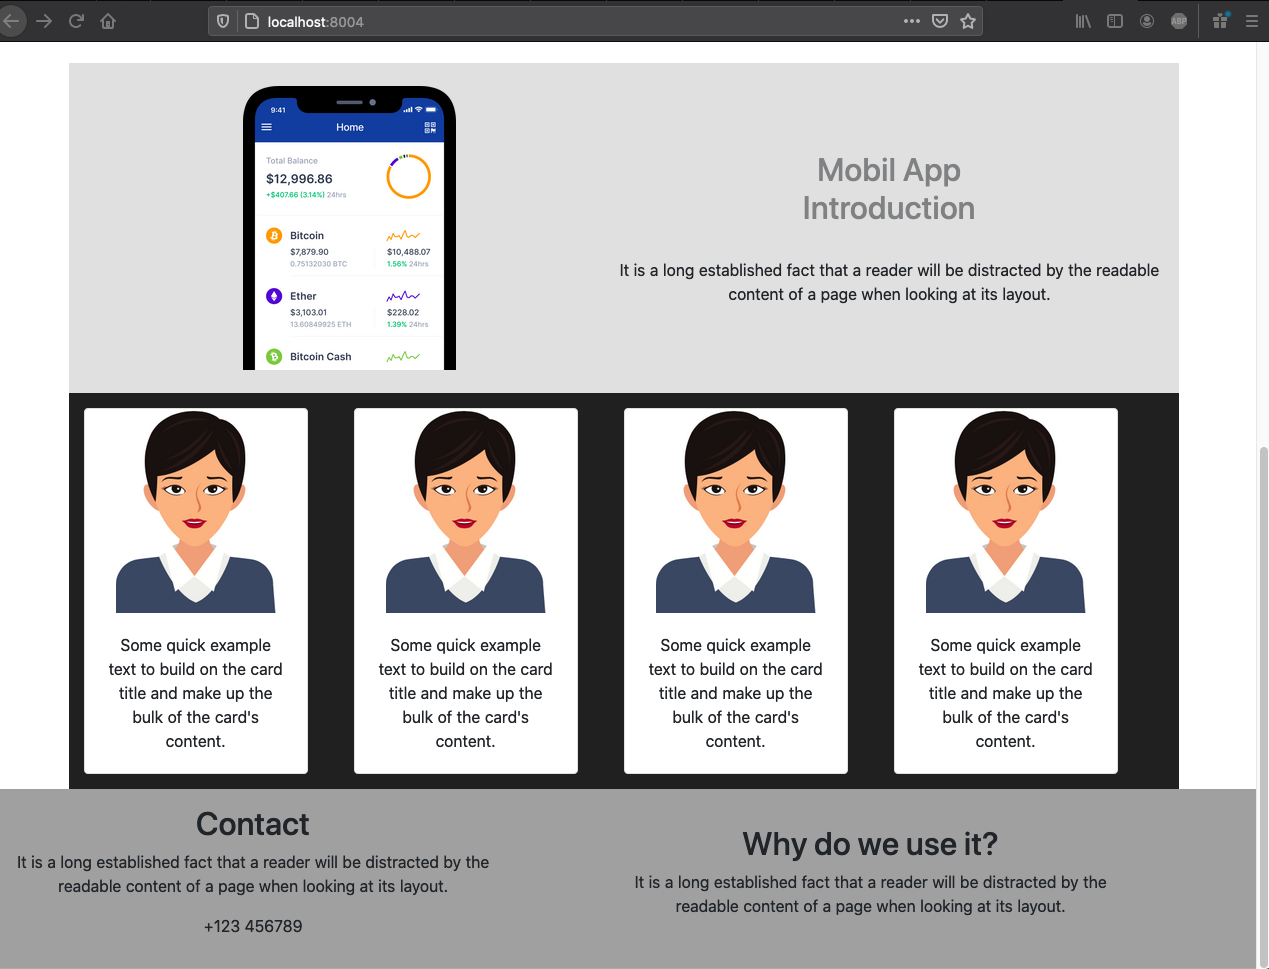 localhost:8004
ABP
9:41
Home
Total Balance
$12,996.86
+$407.66 (3.14%) 24hrs
Bitcoin
$7,879.90
$10,488.07
0.75132030 BTC
1.56% 24hrs
Ether
$3,103.01
$228.02
13.60849925 ETH
1.39% 24hrs
Bitcoin Cash
Mobil App
Introduction
It is a long established fact that a reader will be distracted by the readable
content of a page when looking at its layout.
Some quick example
text to build on the card
title and make up the
bulk of the card's
content.
Some quick example
text to build on the card
title and make up the
bulk of the card's
content.
Some quick example
text to build on the card
title and make up the
bulk of the card's
content.
Some quick example
text to build on the card
title and make up the
bulk of the card's
content.
Contact
It is a long established fact that a reader will be distracted by the
readable content of a page when looking at its layout.
+123 456789
Why do we use it?
It is a long established fact that a reader will be distracted by the
readable content of a page when looking at its layout.